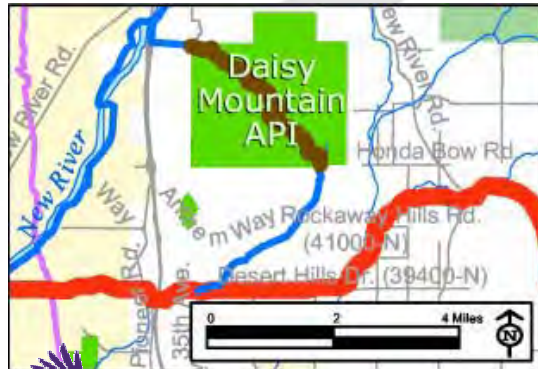 Daisy
Mountain
API
New River Rd.
ew River Rd.
New River
Way
Anthem Way
Honda Bow Rd
Rockaway Hills Rd.
(41000-N)
Desert Hills Dr. (39400-N)
Pioneer Rd.
35th Ave.
0 2 4 Miles
N